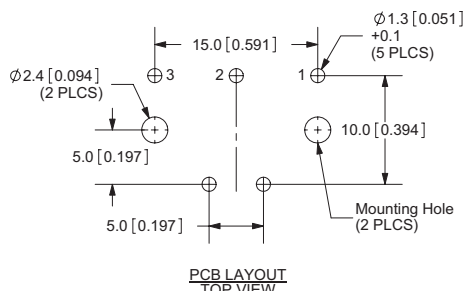 Ø1.3 [0.051]
+0.1
(5 PLCS)
15.0 [0.591]
Ø2.4 [0.094]
(2 PLCS)
3
2
1
10.0 [0.394]
5.0 [0.197]
5.0 [0.197]
Mounting Hole
(2 PLCS)
PCB LAYOUT
TOP VIEW